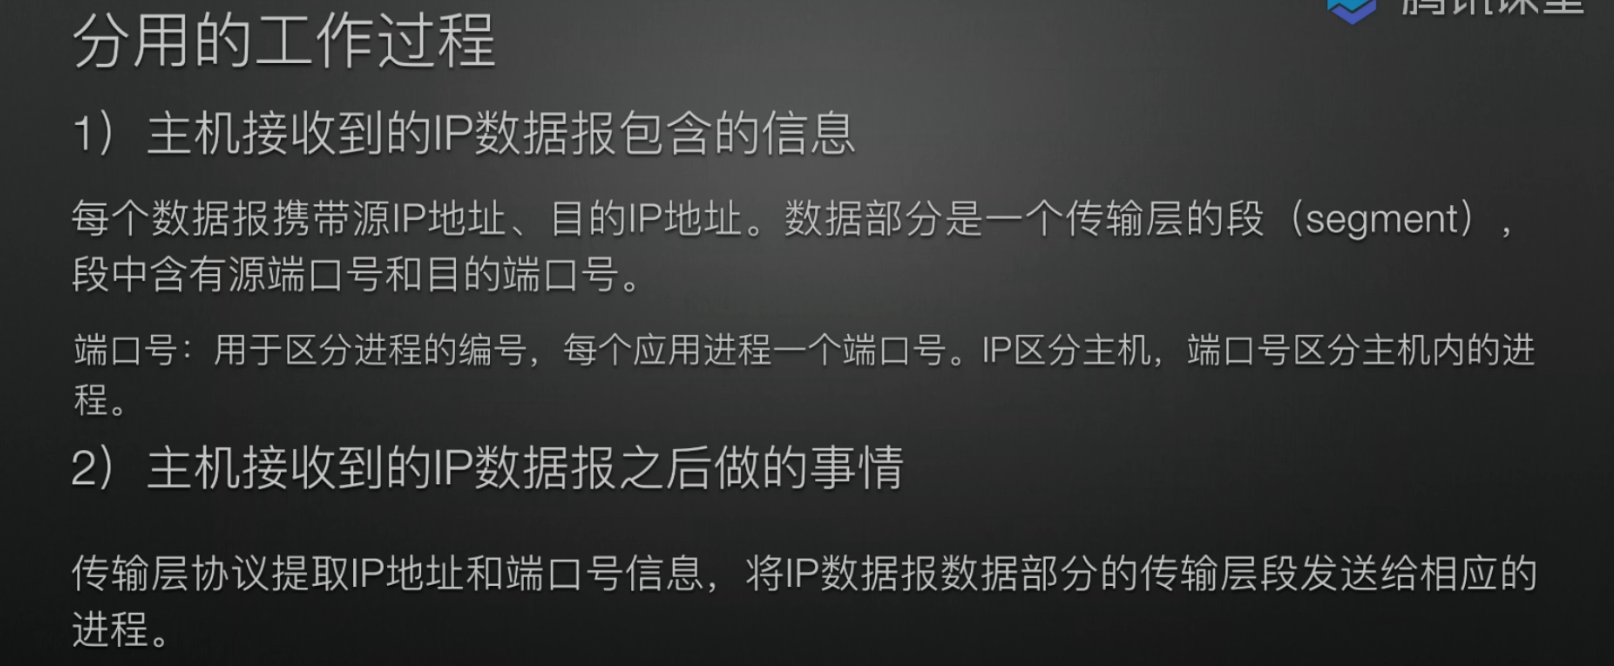 腾讯课堂
分用的工作过程
1）主机接收到的IP数据报包含的信息
每个数据报携带源IP地址、目的IP地址。数据部分是一个传输层的段（segment），
段中含有源端口号和目的端口号。
端口号：用于区分进程的编号，每个应用进程一个端口号。IP区分主机，端口号区分主机内的进
程。
2）主机接收到的IP数据报之后做的事情
传输层协议提取IP地址和端口号信息，将IP数据报数据部分的传输层段发送给相应的
进程。